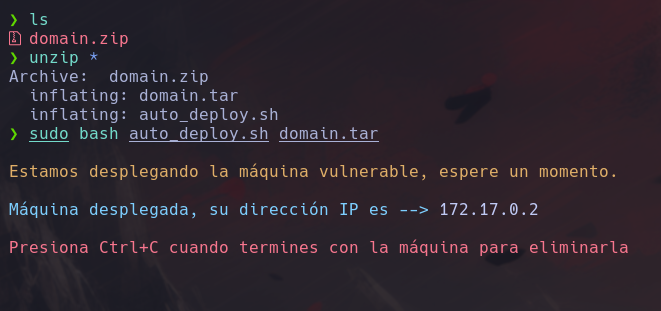 ❯ ls
domain.zip
❯ unzip *
Archive:  domain.zip
  inflating: domain.tar
  inflating: auto_deploy.sh
❯ sudo bash auto_deploy.sh domain.tar
Estamos desplegando la máquina vulnerable, espere un momento.
Máquina desplegada, su dirección IP es --> 172.17.0.2
Presiona Ctrl+C cuando termines con la máquina para eliminarla